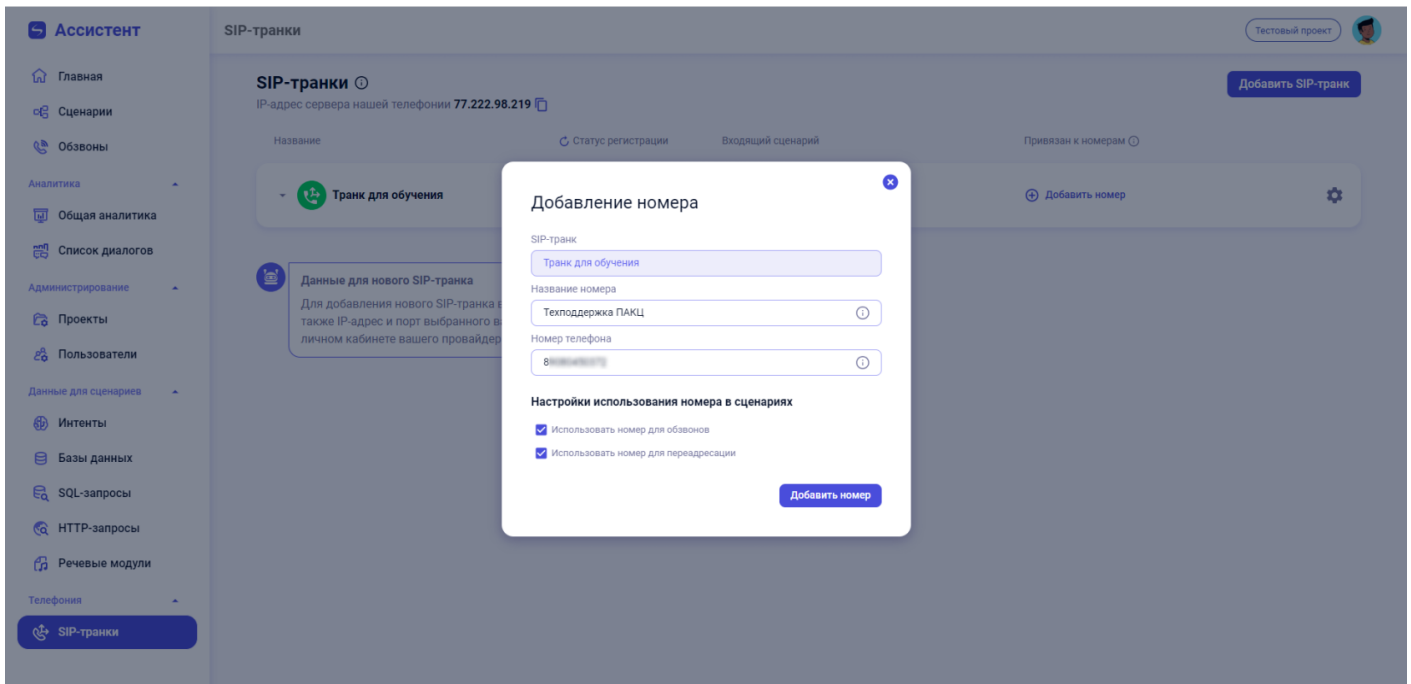 Ассистент
SIP-транки
Тестовый проект
Главная
Сценарии
Обзвоны
Аналитика
Общая аналитика
Список диалогов
Администрирование
Проекты
Пользователи
Данные для сценариев
Интенты
Базы данных
SQL-запросы
HTTP-запросы
Речевые модули
Телефония
SIP-транки
SIP-транки
Добавить SIP-транк
IP-адрес сервера нашей телефонии 77.222.98.219
Название
Статус регистрации
Входящий сценарий
Привязан к номерам
Транк для обучения
Добавить номер
Данные для нового SIP-транка
Для добавления нового SIP-транка
также IP-адрес и порт выбранного
личном кабинете вашего
Добавление номера
SIP-транк
Транк для обучения
Название номера
Техподдержка ПАКЦ
Номер телефона
8
Настройки использования номера в сценариях
Использовать номер для обзвонов
Использовать номер для переадресации
Добавить номер